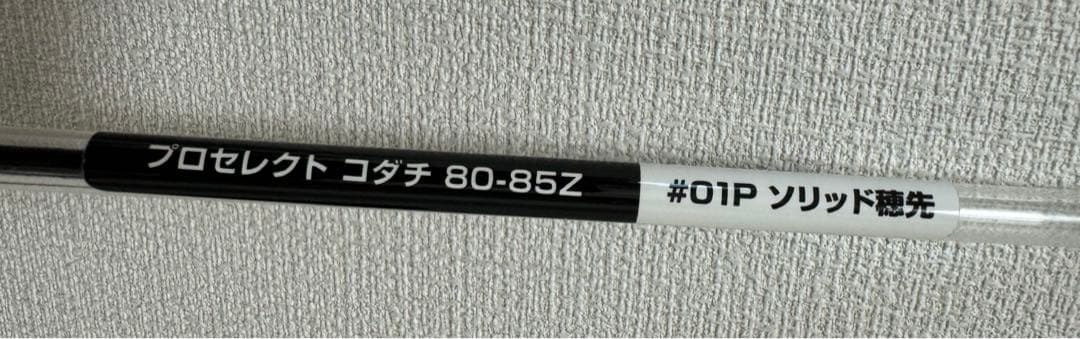 プロセレクト コダチ 80-85Z #01P ソリッド穂先